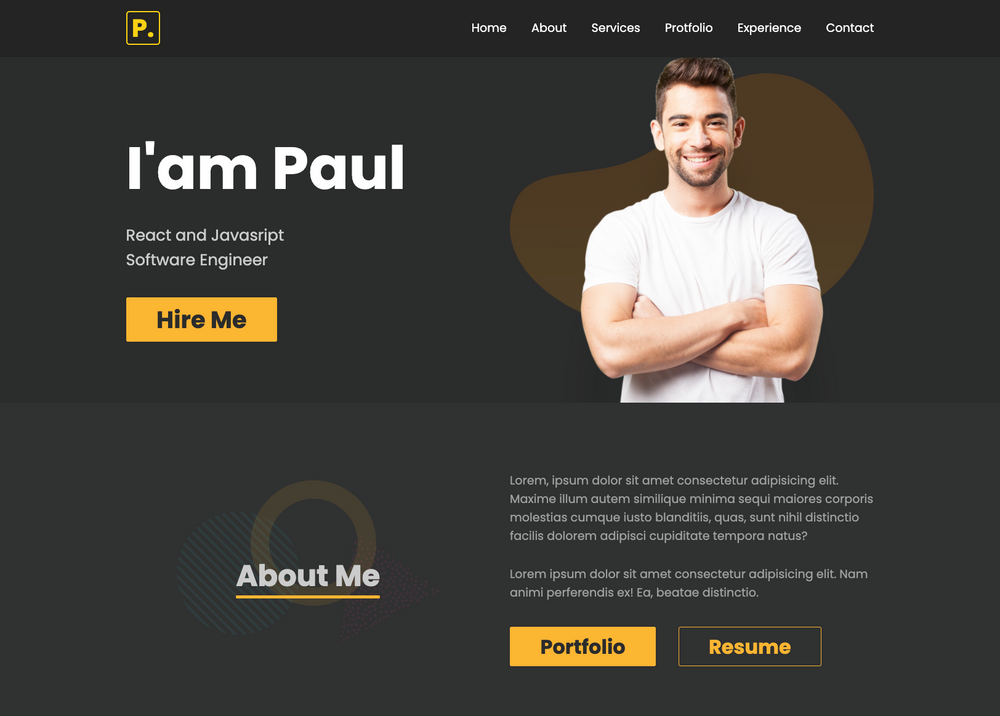 P.
Home About Services Protfolio Experience Contact
I'am Paul
React and Javasript
Software Engineer
Hire Me
About Me
Lorem, ipsum dolor sit amet consectetur adipisicing elit.
Maxime illum autem similique minima sequi maiores corporis
molestias cumque iusto blanditiis, quas, sunt nihil distinctio
facilis dolorem adipisci cupiditate tempora natus?
Lorem ipsum dolor sit amet consectetur adipisicing elit. Nam
animi perferendis ex! Ea, beatae distinctio.
Portfolio Resume